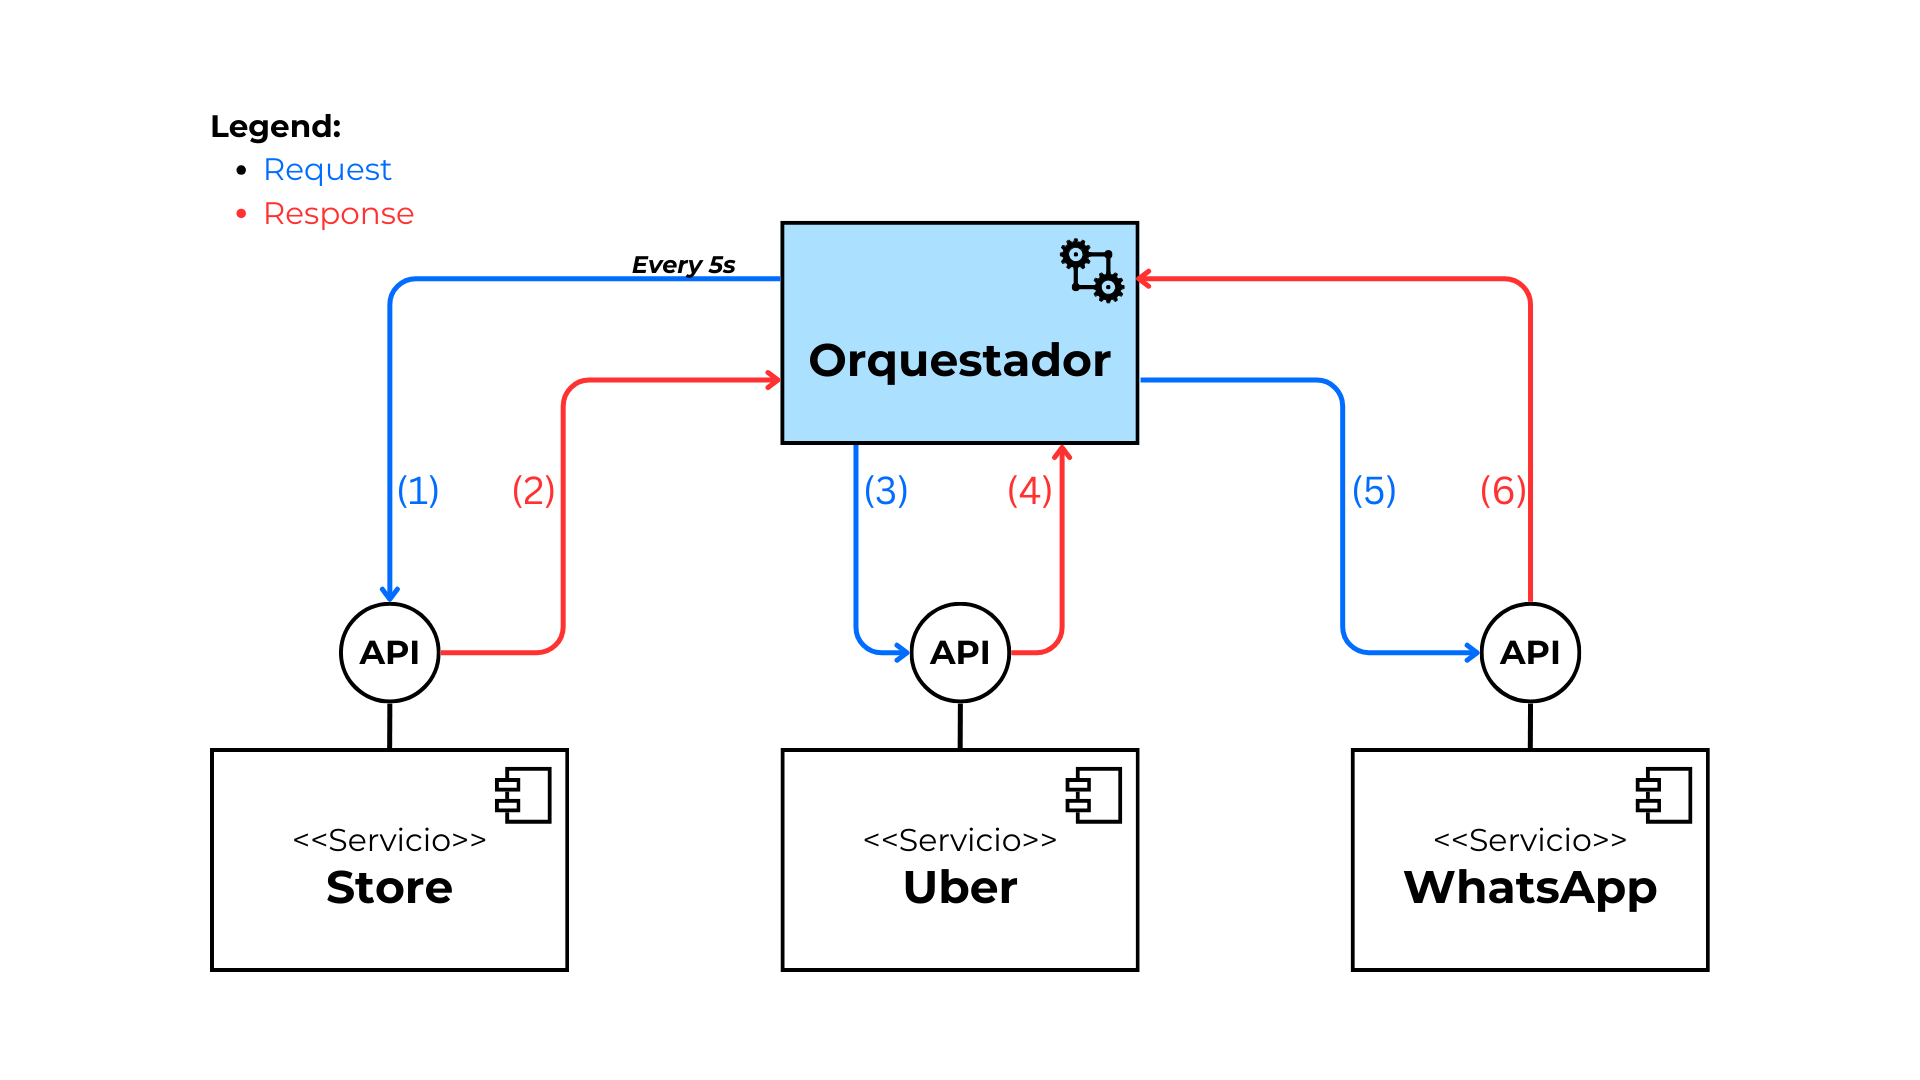 Legend:
Request
Response
Every 5s
Orquestador
(1)
(2)
(3)
(4)
(5)
(6)
API
API
API
<<Servicio>>
Store
<<Servicio>>
Uber
<<Servicio>>
WhatsApp